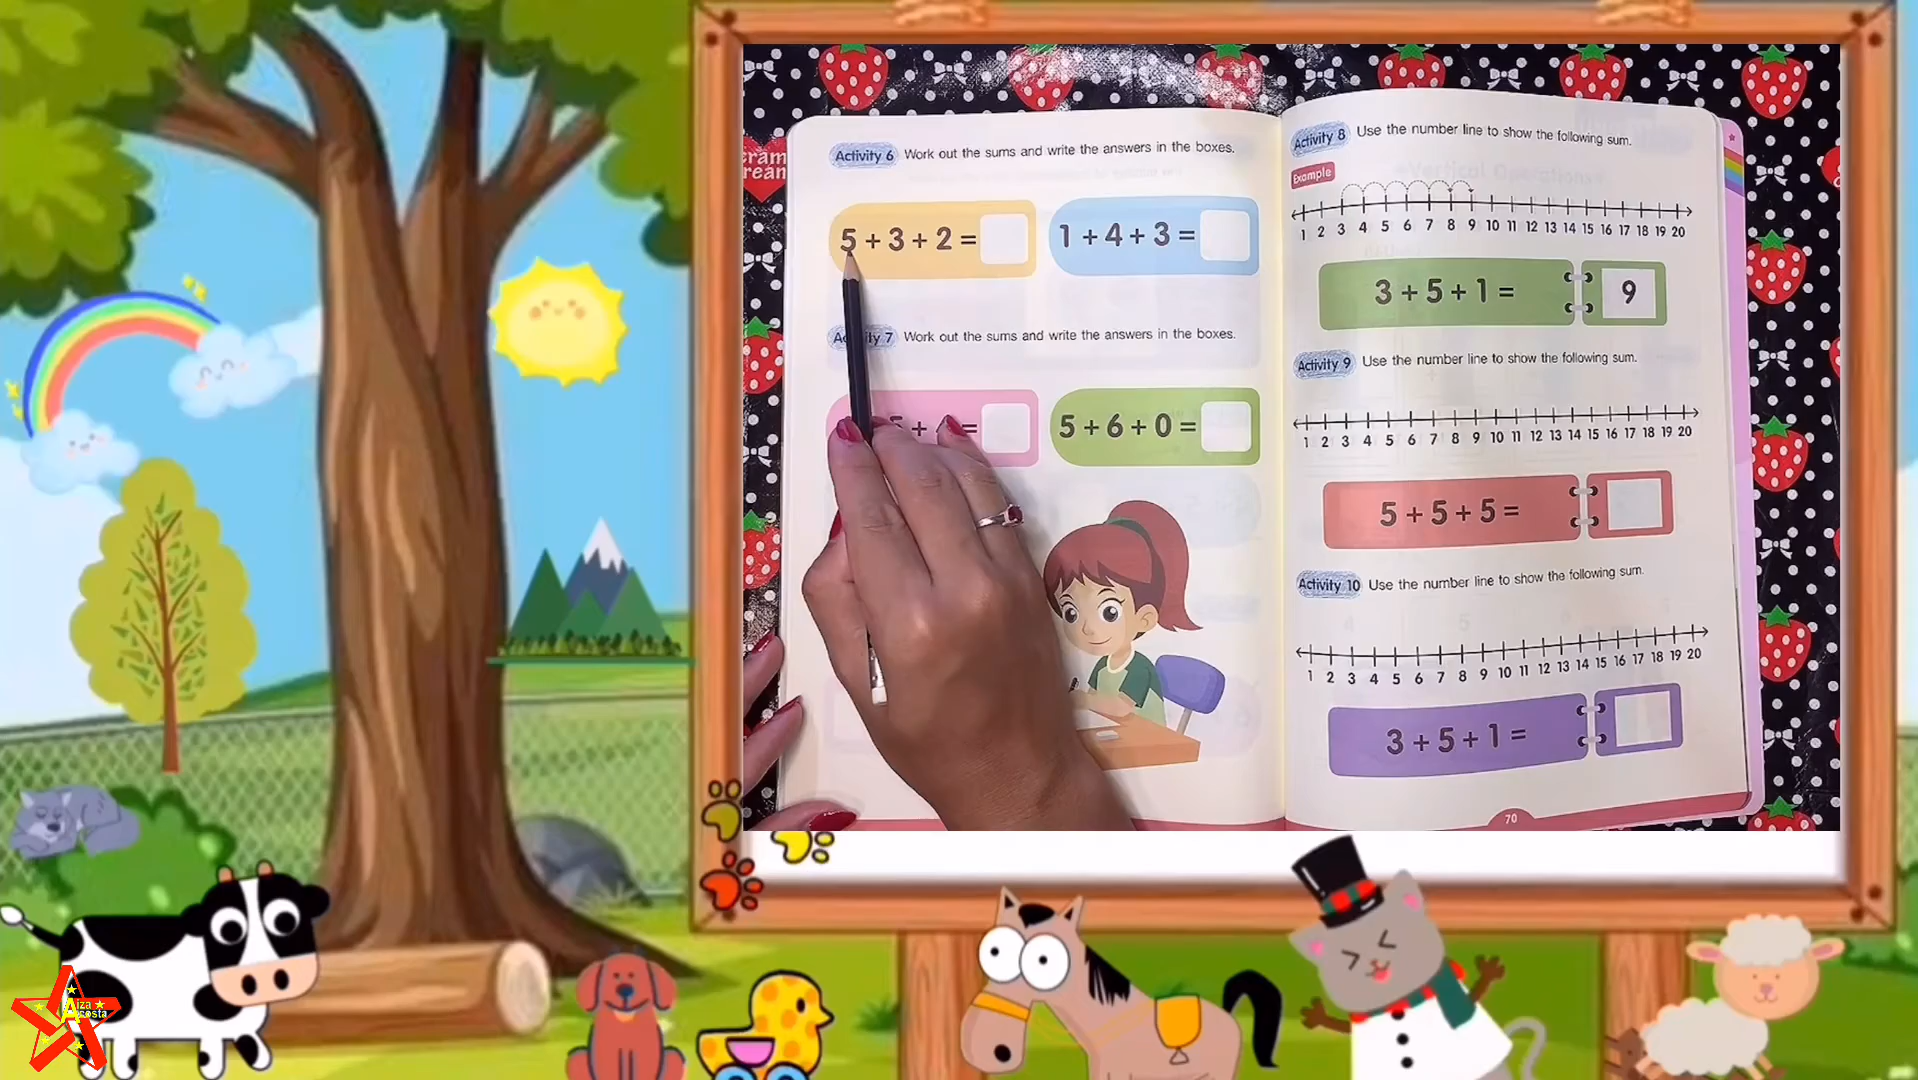 Activity 6 Work out the sums and write the answers in the boxes.
5 + 3 + 2 =
1 + 4 + 3 =
Work out the sums and write the answers in the boxes.
5 + 6 + 0 =
Activity 8 Use the number line to show the following sum.
Example
1 2 3 4 5 6 7 8 9 10 11 12 13 14 15 16 17 18 19 20
3 + 5 + 1 = 9
Activity 9 Use the number line to show the following sum.
1 2 3 4 5 6 7 8 9 10 11 12 13 14 15 16 17 18 19 20
5 + 5 + 5 =
Activity 10 Use the number line to show the following sum.
1 2 3 4 5 6 7 8 9 10 11 12 13 14 15 16 17 18 19 20
3 + 5 + 1 =
70